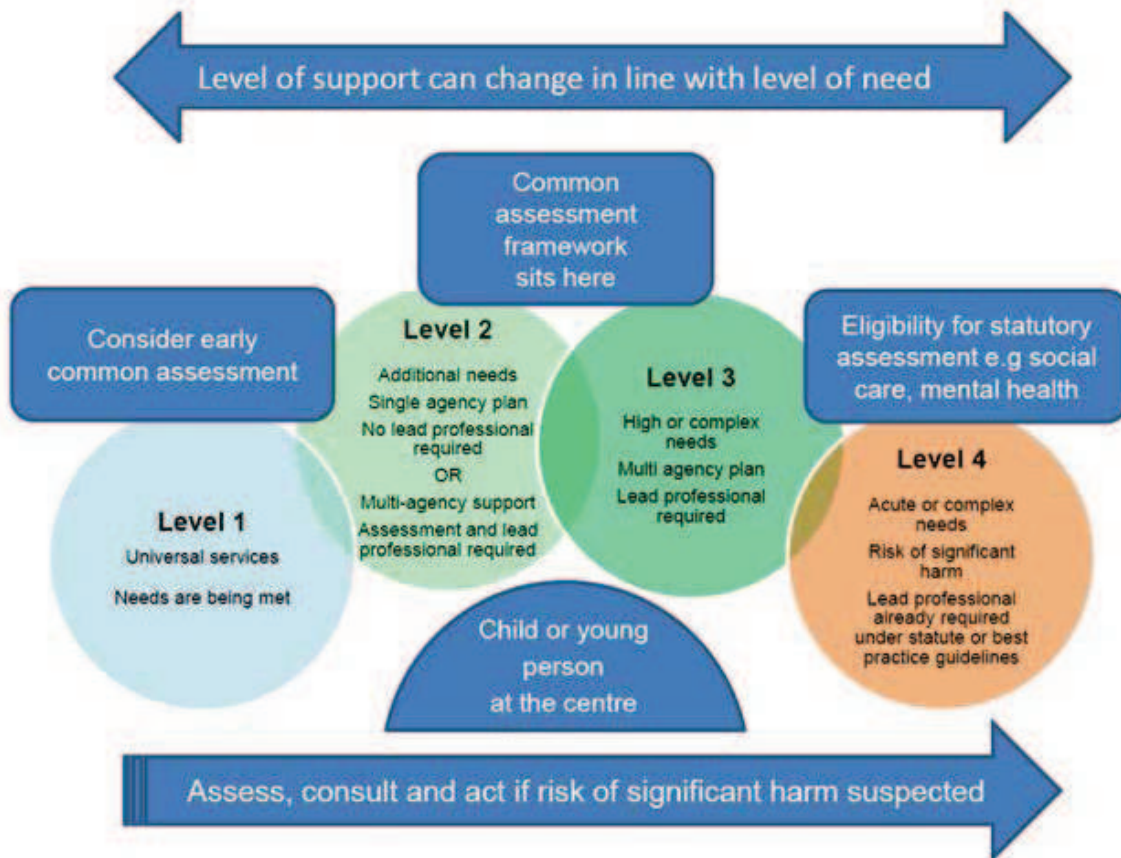 Level of support can change in line with level of need
Common
assessment
framework
sits here
Consider early
common assessment
Level 2
Additional needs
Single agency plan
No lead professional
required
OR
Multi-agency support
Assessment and lead
professional required
Level 3
High or complex
needs
Multi agency plan
Lead professional
required
Eligibility for statutory
assessment e.g social
care, mental health
Level 1
Universal services
Needs are being met
Level 4
Acute or complex
needs
Risk of significant
harm
Lead professional
already required
under statute or best
practice guidelines
Child or young
person
at the centre
Assess, consult and act if risk of significant harm suspected